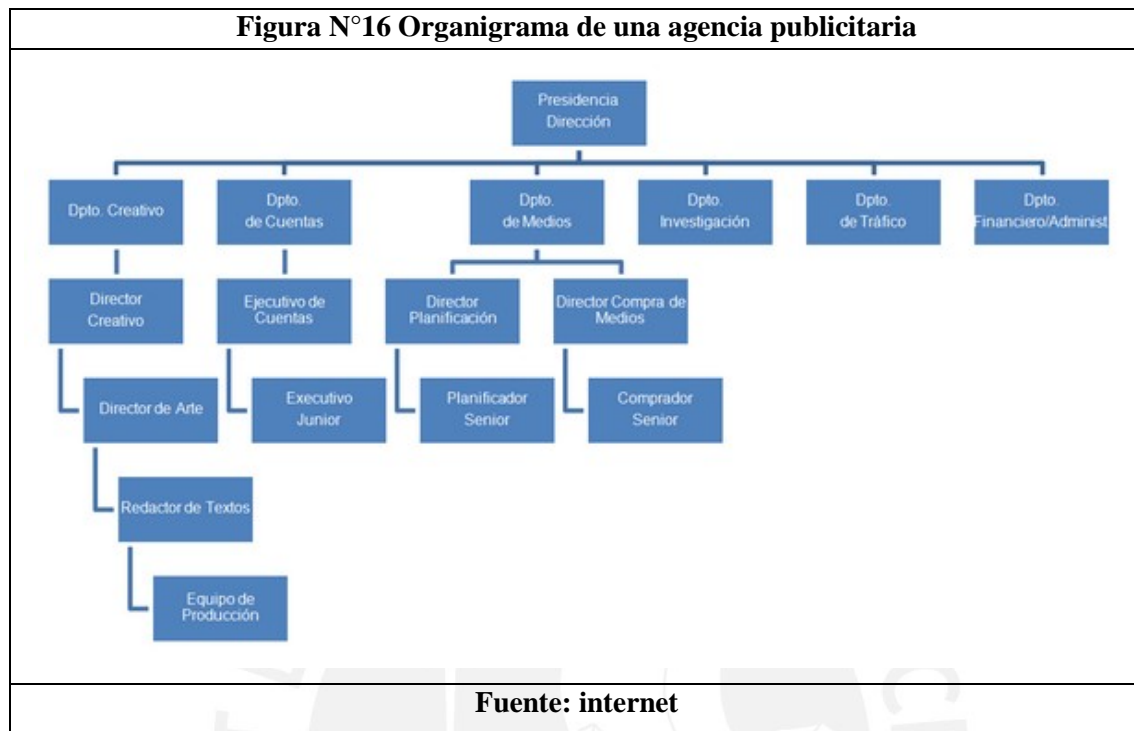 Figura N°16 Organigrama de una agencia publicitaria
Presidencia
Dirección
Dpto. Creativo
Dpto.
de Cuentas
Dpto.
de Medios
Dpto.
Investigación
Dpto.
de Tráfico
Dpto.
Financiero/Administ
Director
Creativo
Ejecutivo de
Cuentas
Director
Planificación
Director Compra de
Medios
Director de Arte
Executivo
Junior
Planificador
Senior
Comprador
Senior
Redactor de Textos
Equipo de
Producción
Fuente: internet